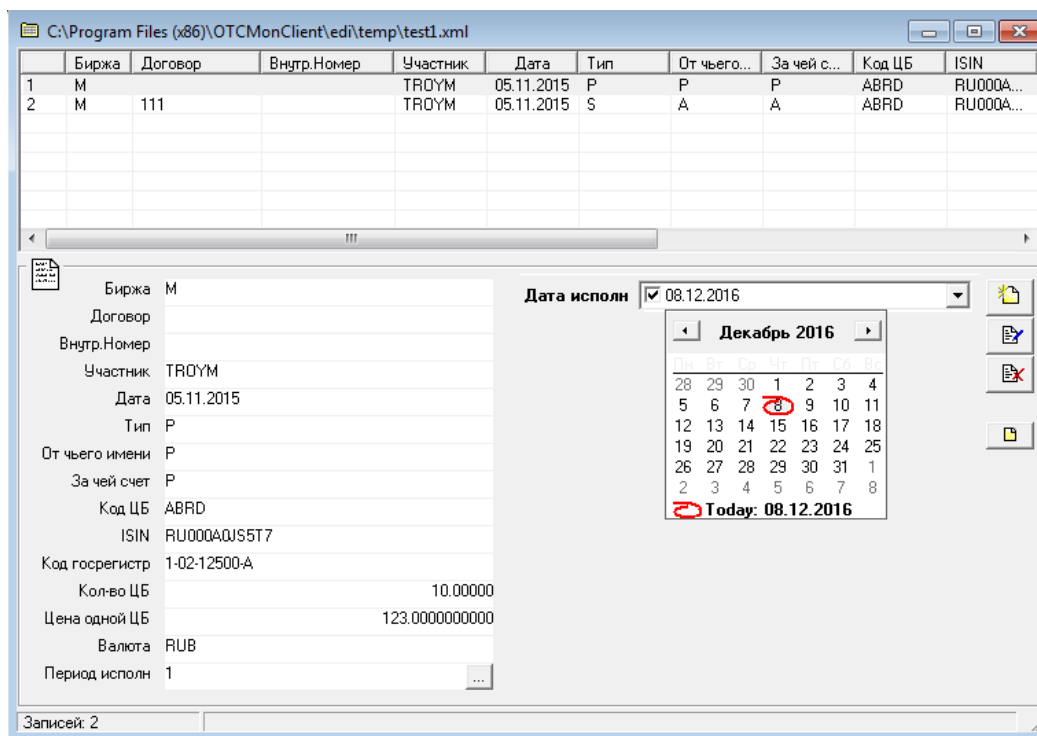 C:\Program Files (x86)\OTCMonClient\edi\temp\test1.xml
Биржа Договор Внутр.Номер Участник Дата Тип От чьего... За чей с... Код ЦБ ISIN
1 M TROYM 05.11.2015 P P P ABRD RU000A...
2 M 111 TROYM 05.11.2015 S A A ABRD RU000A...
Биржа M
Договор
Внутр.Номер
Участник TROYM
Дата 05.11.2015
Тип P
От чьего имени P
За чей счет P
Код ЦБ ABRD
ISIN RU000A0JS5T7
Код госрегистр 1-02-12500-A
Кол-во ЦБ 10.00000
Цена одной ЦБ 123.0000000000
Валюта RUB
Период исполн 1 ...
Дата исполн 08.12.2016
Декабрь 2016
Пн Вт Ср Чт Пт Сб Вс
28 29 30 1 2 3 4
5 6 7 8 9 10 11
12 13 14 15 16 17 18
19 20 21 22 23 24 25
26 27 28 29 30 31 1
2 3 4 5 6 7 8
Today: 08.12.2016
Записей: 2